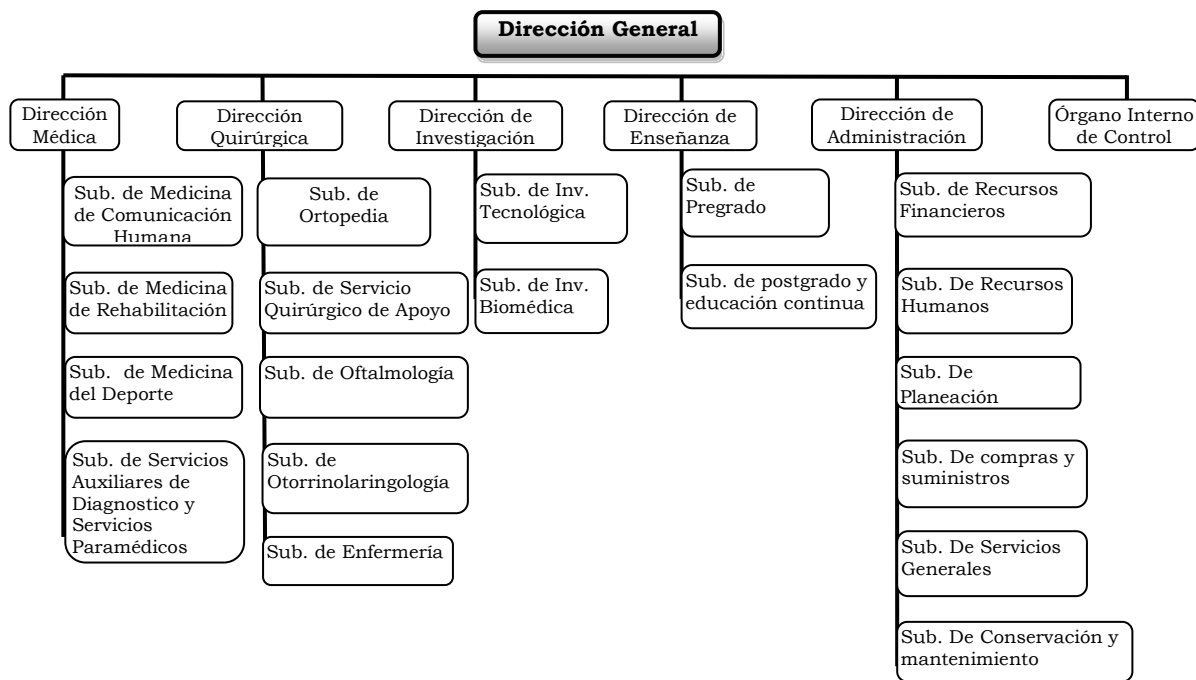 Dirección General
Dirección
Médica
Dirección
Quirúrgica
Dirección de
Investigación
Dirección de
Enseñanza
Dirección de
Administración
Órgano Interno
de Control
Sub. de Medicina
de Comunicación
Humana
Sub. de Medicina
de Rehabilitación
Sub. de Medicina
del Deporte
Sub. de Servicios
Auxiliares de
Diagnostico y
Servicios
Paramédicos
Sub. de
Ortopedia
Sub. de Servicio
Quirúrgico de Apoyo
Sub. de Oftalmología
Sub. de
Otorrinolaringología
Sub. de Enfermería
Sub. de Inv.
Tecnológica
Sub. de Inv.
Biomédica
Sub. de
Pregrado
Sub. de postgrado y
educación continua
Sub. de Recursos
Financieros
Sub. De Recursos
Humanos
Sub. De
Planeación
Sub. De compras y
suministros
Sub. De Servicios
Generales
Sub. De Conservación y
mantenimiento